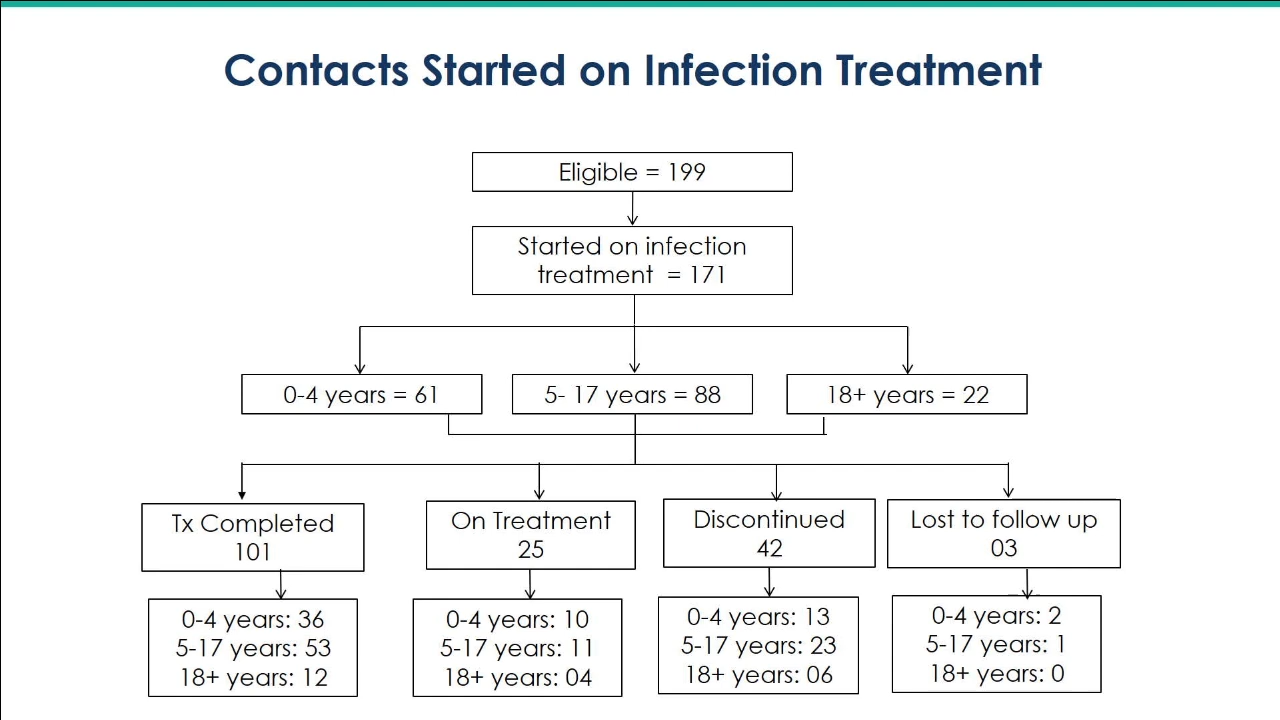 Contacts Started on Infection Treatment
Eligible = 199
Started on infection
treatment = 171
0-4 years = 61
5- 17 years = 88
18+ years = 22
Tx Completed
101
On Treatment
25
Discontinued
42
Lost to follow up
03
0-4 years: 36
5-17 years: 53
18+ years: 12
0-4 years: 10
5-17 years: 11
18+ years: 04
0-4 years: 13
5-17 years: 23
18+ years: 06
0-4 years: 2
5-17 years: 1
18+ years: 0